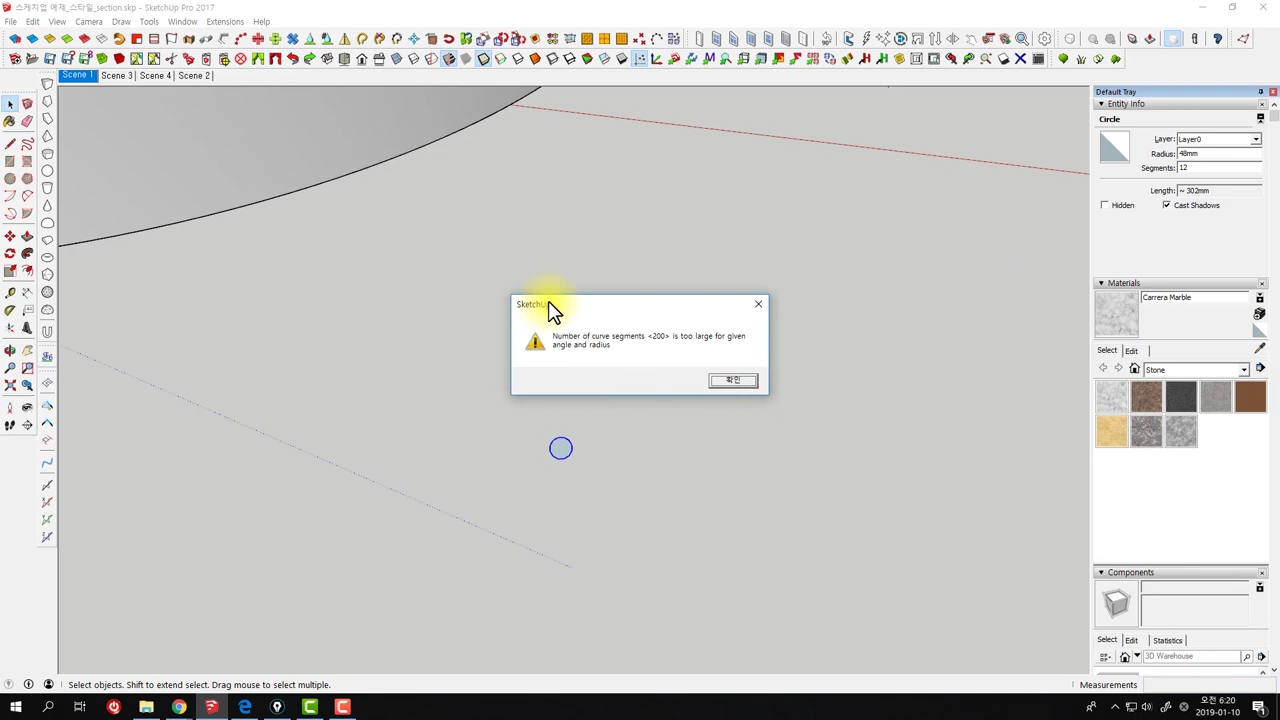 스케치업 예제_스타일_section.skp - SketchUp Pro 2017
File Edit View Camera Draw Tools Window Extensions Help
Scene 1 Scene 3 Scene 4 Scene 2
Default Tray
Entity Info
Circle
Layer: Layer0
Radius: 48mm
Segments: 12
Length: ~ 302mm
Hidden Cast Shadows
SketchU
Number of curve segments <200> is too large for given
angle and radius
확인
Materials
Carrera Marble
Select Edit
Stone
Components
Select Edit Statistics
3D Warehouse
Select objects. Shift to extend select. Drag mouse to select multiple.
Measurements
오전 6:20
2019-01-10